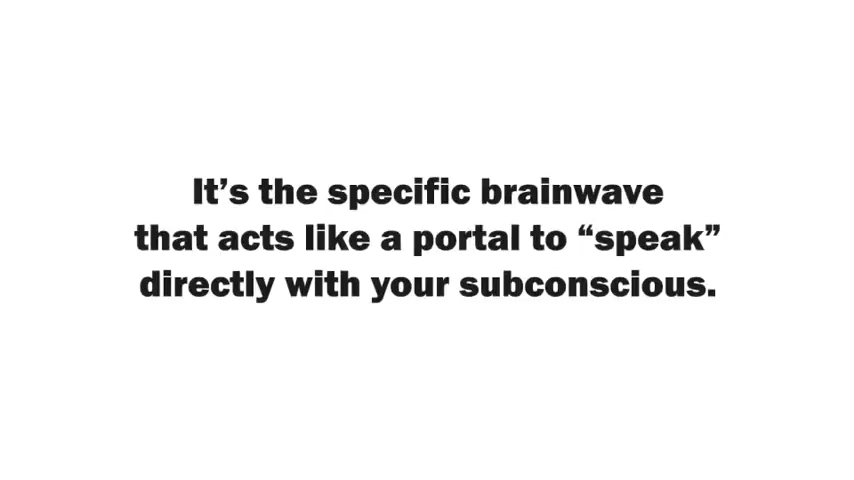 It’s the specific brainwave
that acts like a portal to “speak”
directly with your subconscious.